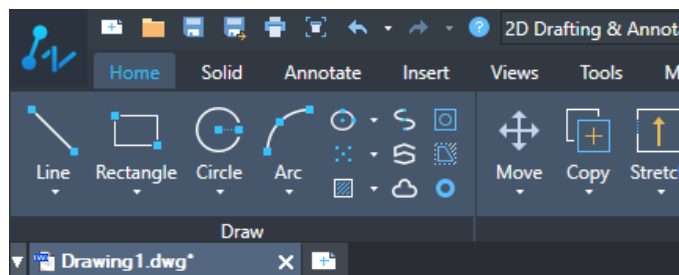 2D Drafting & Annot
Home Solid Annotate Insert Views Tools M
Line Rectangle Circle Arc Move Copy Stretc
Draw
Drawing1.dwg*